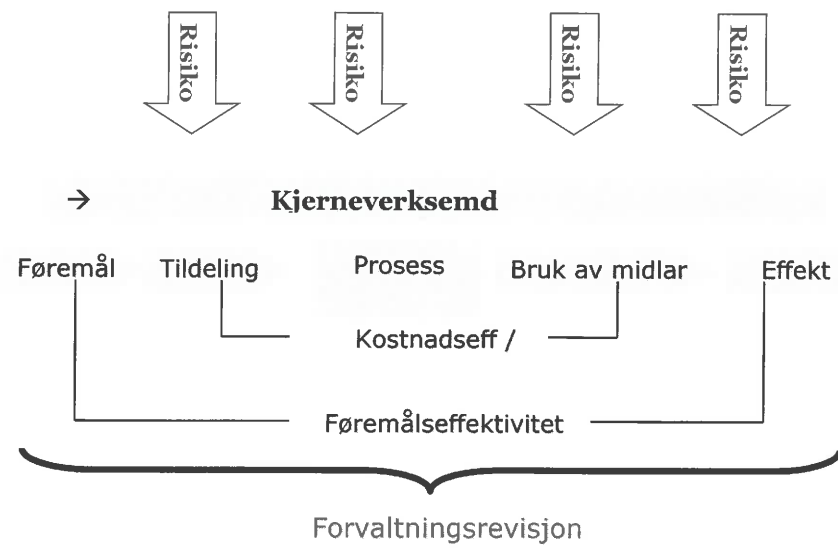 Risiko
Risiko
Risiko
Risiko
→ Kjerneverksemd
Føremål Tildeling Prosess Bruk av midlar Effekt
Kostnadseff /
Føremålseffektivitet
Forvaltningsrevisjon